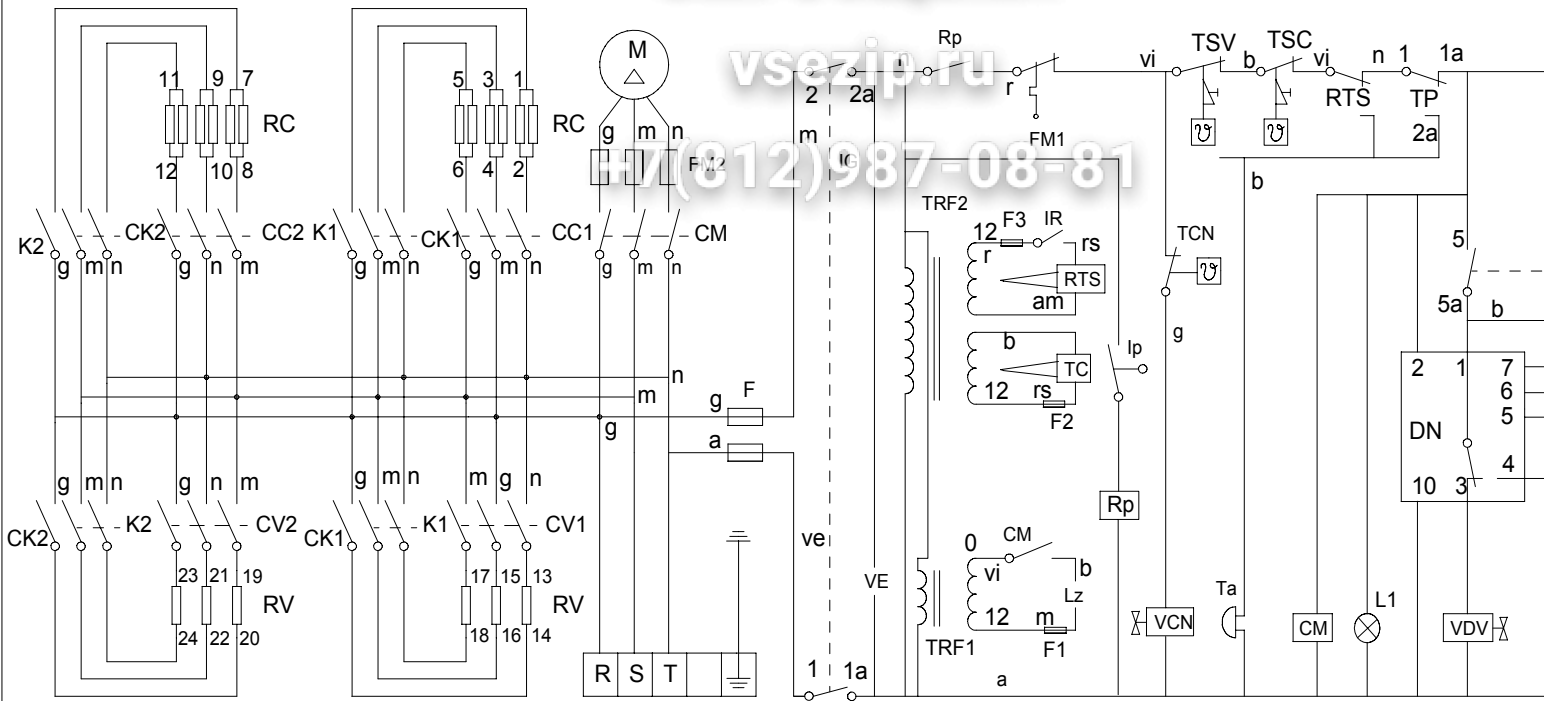 vsezip.ru
+7(812)987-08-81
M
Rp
n
r
FM1
vi TSV b TSC vi n 1 1a
RTS TP
2a
2 2a
m
IG
11 9 7
RC
12 10 8
5 3 1
RC
6 4 2
g m n
FM2
K2 CK2 CC2 K1 CK1 CC1 CM
g m n g n m g m n g m n g m n
TRF2
12 F3 IR
r rs
RTS
am
b
TC
12 rs
F2
Ip
TCN
g
b
5
5a b
n
m
g
g F
a
2 1 7
6
5
DN
4
10 3
g m n g n m g m n m g n
CK2 K2 CV2 CK1 K1 CV1
23 21 19
RV
24 22 20
17 15 13
RV
18 16 14
ve
VE
0 CM
vi b
Lz
12 m
F1
TRF1
Rp
VCN
Ta
CM
L1
VDV
R S T
1 1a
a